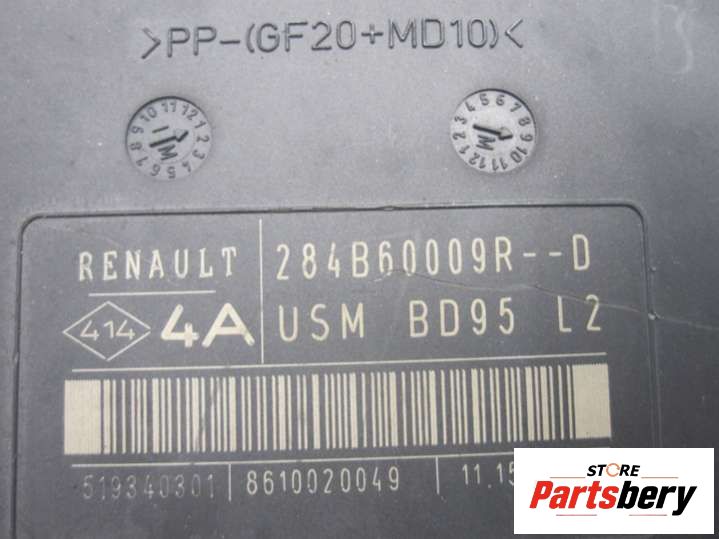 >PP-(GF20+MD10)<
RENAULT 284B60009R--D
414 4A USM BD95 L2
519340301 8610020049 11.15
STORE
Partsbery